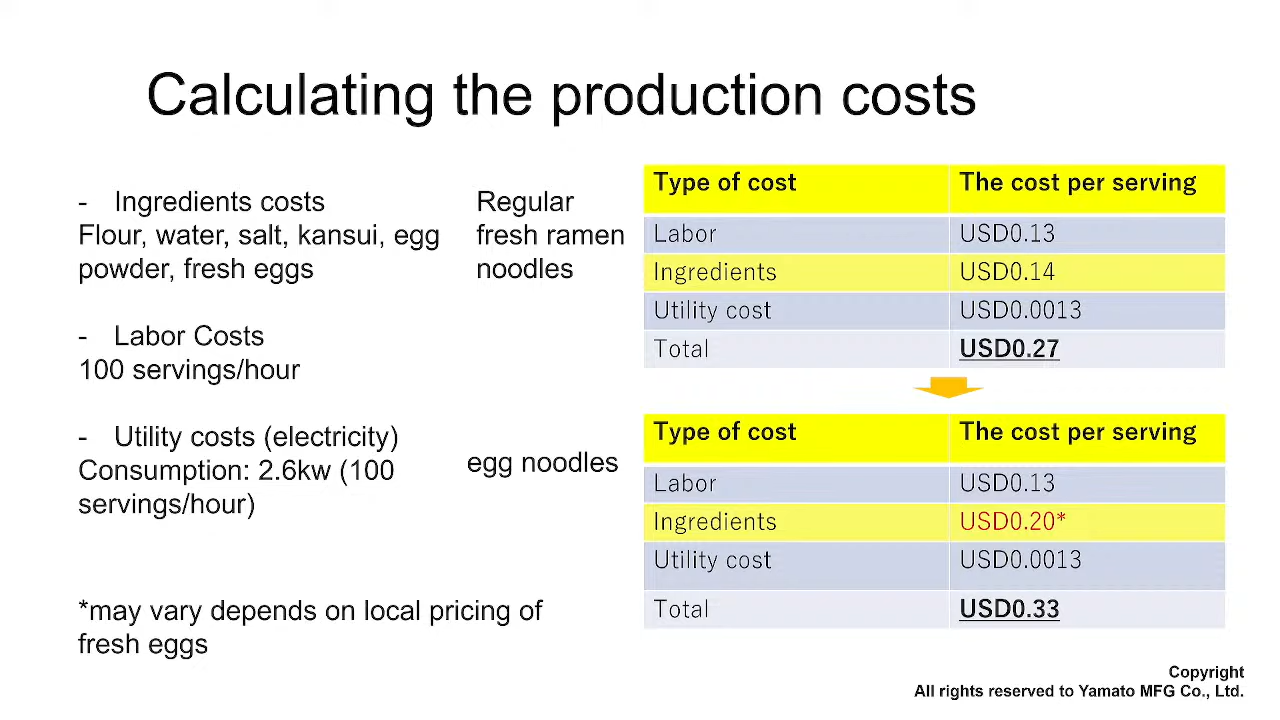 Calculating the production costs
- Ingredients costs
Flour, water, salt, kansui, egg
powder, fresh eggs
- Labor Costs
100 servings/hour
- Utility costs (electricity)
Consumption: 2.6kw (100
servings/hour)
*may vary depends on local pricing of
fresh eggs
Regular
fresh ramen
noodles
Type of cost The cost per serving
Labor USD0.13
Ingredients USD0.14
Utility cost USD0.0013
Total USD0.27
egg noodles
Type of cost The cost per serving
Labor USD0.13
Ingredients USD0.20*
Utility cost USD0.0013
Total USD0.33
Copyright
All rights reserved to Yamato MFG Co., Ltd.